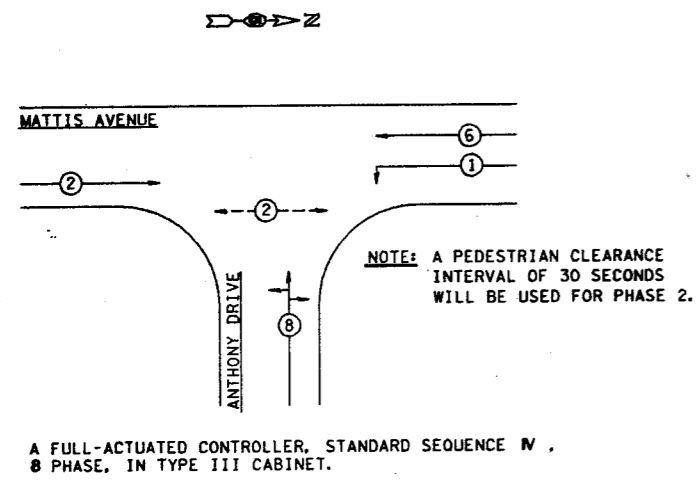 N
MATTIS AVENUE
6
1
2
2
NOTE: A PEDESTRIAN CLEARANCE
INTERVAL OF 30 SECONDS
WILL BE USED FOR PHASE 2.
ANTHONY DRIVE
8
A FULL-ACTUATED CONTROLLER, STANDARD SEQUENCE IV ,
8 PHASE, IN TYPE III CABINET.